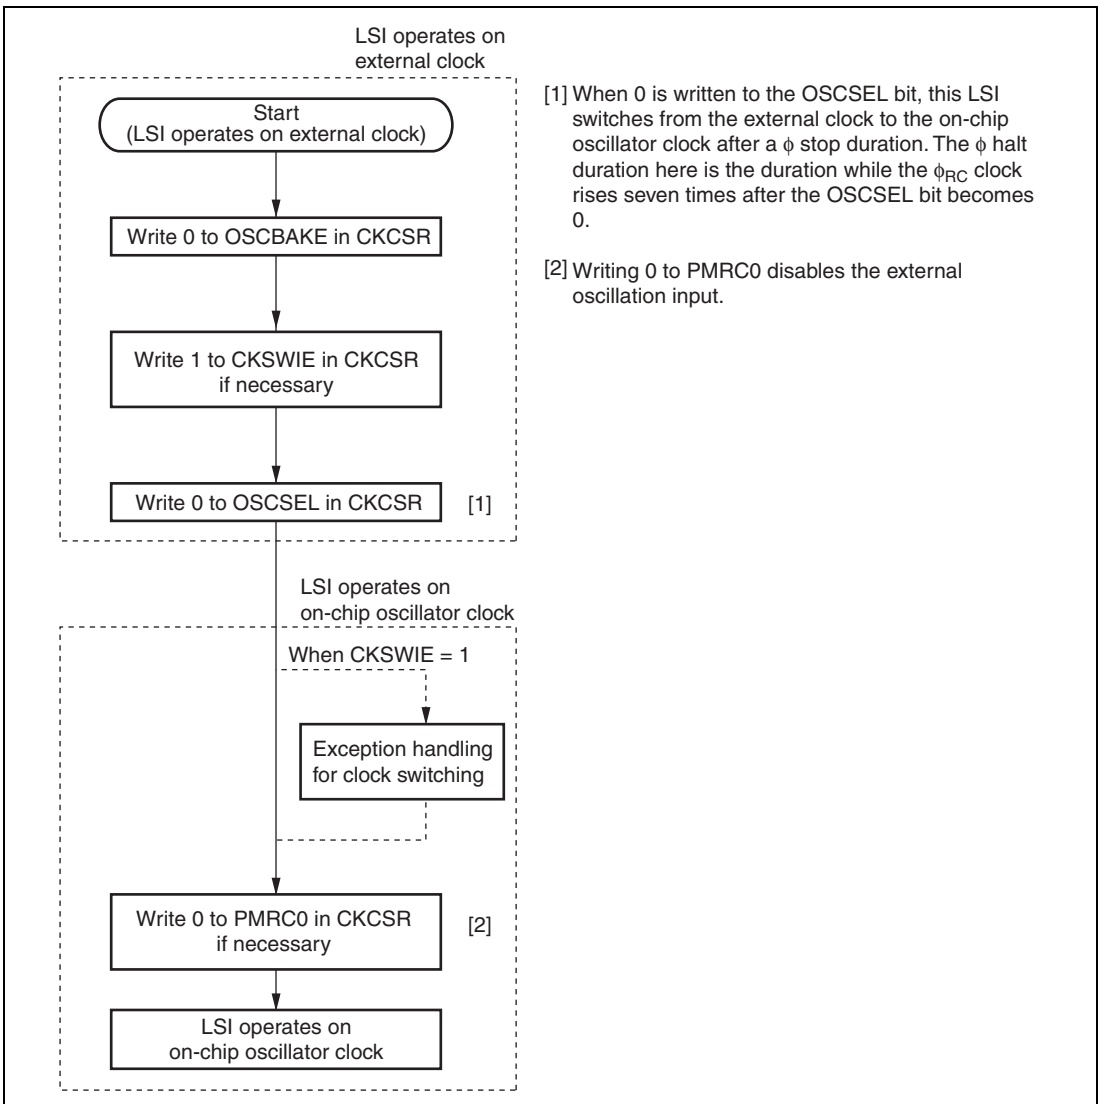 LSI operates on
external clock
Start
(LSI operates on external clock)
Write 0 to OSCBAKE in CKCSR
Write 1 to CKSWIE in CKCSR
if necessary
Write 0 to OSCSEL in CKCSR
[1]
LSI operates on
on-chip oscillator clock
When CKSWIE = 1
Exception handling
for clock switching
Write 0 to PMRC0 in CKCSR
if necessary
[2]
LSI operates on
on-chip oscillator clock
[1] When 0 is written to the OSCSEL bit, this LSI
switches from the external clock to the on-chip
oscillator clock after a ϕ stop duration. The ϕ halt
duration here is the duration while the ϕRC clock
rises seven times after the OSCSEL bit becomes
0.
[2] Writing 0 to PMRC0 disables the external
oscillation input.